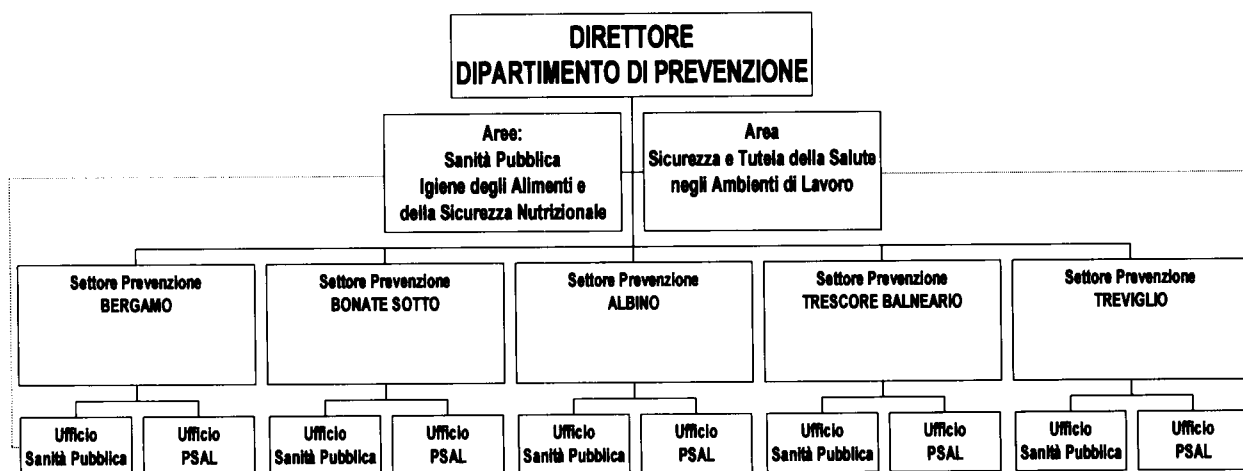 DIRETTORE
DIPARTIMENTO DI PREVENZIONE
Aree:
Sanità Pubblica
Igiene degli Alimenti e
della Sicurezza Nutrizionale
Area
Sicurezza e Tutela della Salute
negli Ambienti di Lavoro
Settore Prevenzione
BERGAMO
Settore Prevenzione
BONATE SOTTO
Settore Prevenzione
ALBINO
Settore Prevenzione
TRESCORE BALNEARIO
Settore Prevenzione
TREVIGLIO
Ufficio
Sanità Pubblica
Ufficio
PSAL
Ufficio
Sanità Pubblica
Ufficio
PSAL
Ufficio
Sanità Pubblica
Ufficio
PSAL
Ufficio
Sanità Pubblica
Ufficio
PSAL
Ufficio
Sanità Pubblica
Ufficio
PSAL